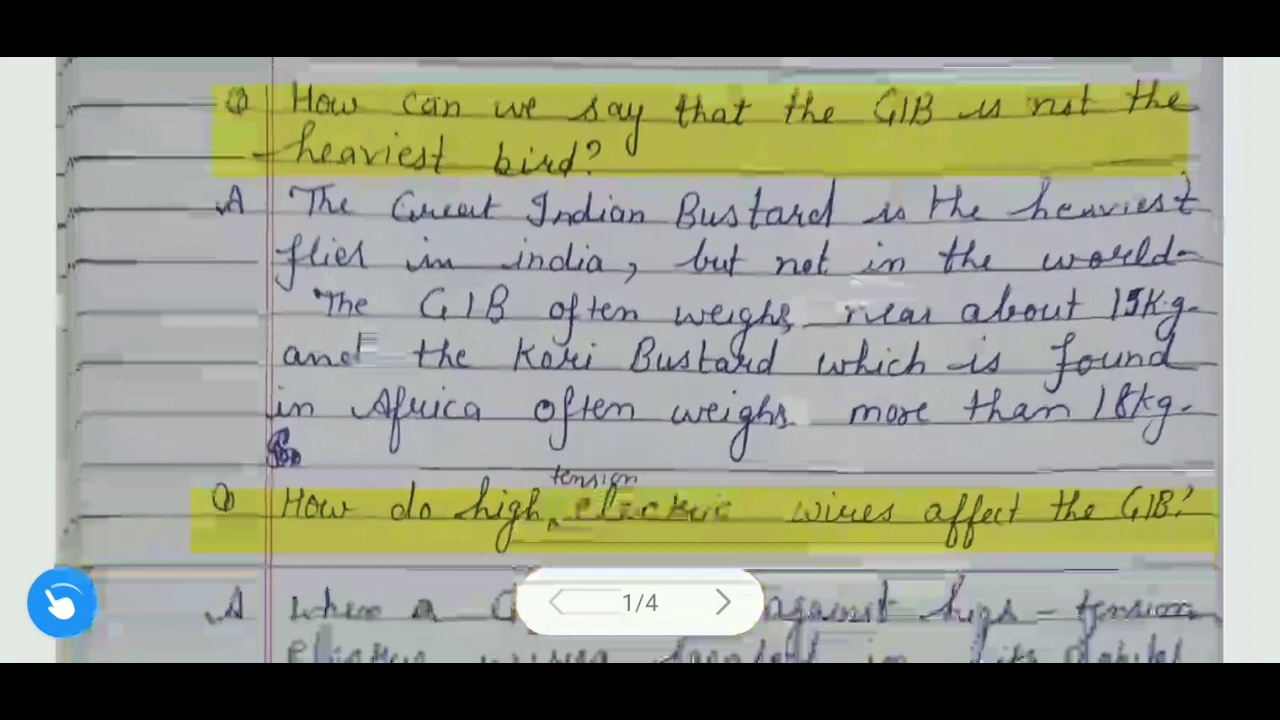 Q How can we say that the GIB is not the
heaviest bird?
A The Great Indian Bustard is the heaviest
flier in india, but not in the world.
The GIB often weighs near about 15kg.
and the Kori Bustard which is found
in Africa often weighs more than 18kg.
tension
Q How do high electric wires affect the GIB?
A when a against - tension
1/4